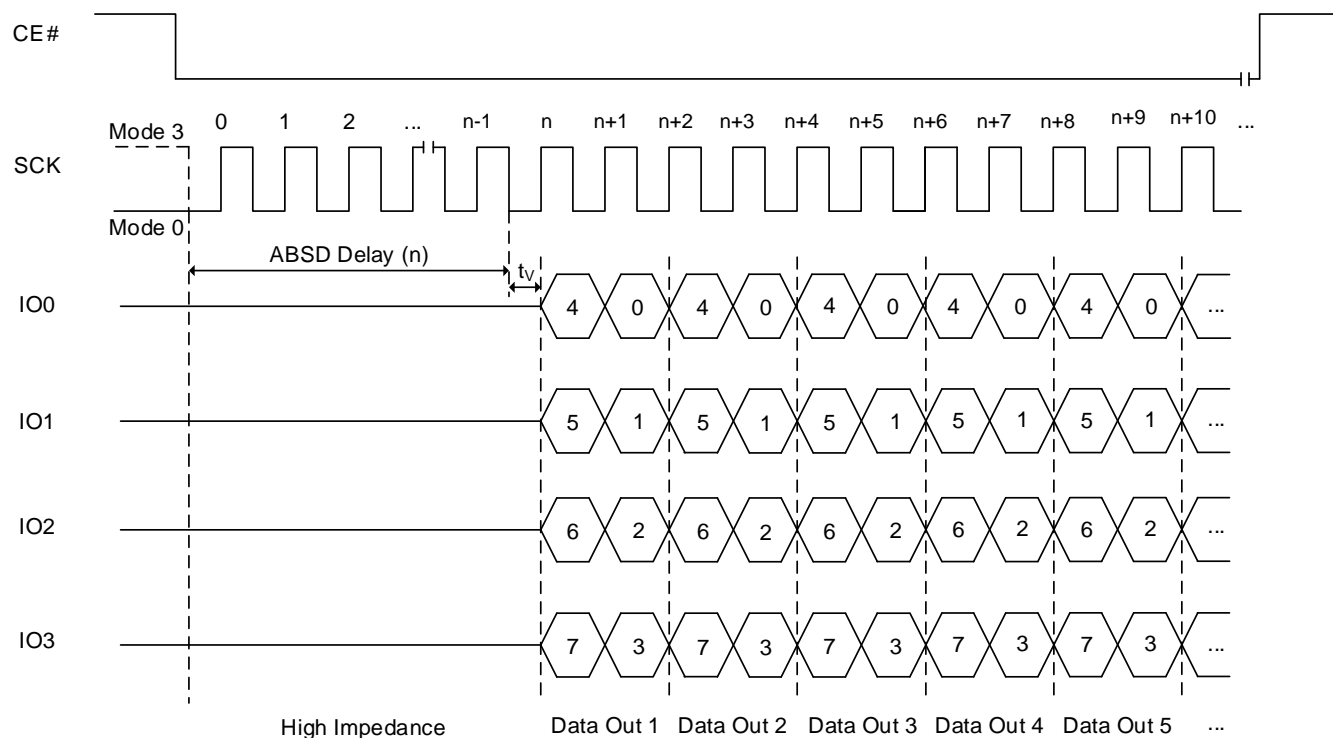 CE#
Mode 3 0 1 2 ... n-1 n n+1 n+2 n+3 n+4 n+5 n+6 n+7 n+8 n+9 n+10 ...
SCK
Mode 0
ABSD Delay (n)
tV
IO0 4 0 4 0 4 0 4 0 4 0 ...
IO1 5 1 5 1 5 1 5 1 5 1 ...
IO2 6 2 6 2 6 2 6 2 6 2 ...
IO3 7 3 7 3 7 3 7 3 7 3 ...
High Impedance Data Out 1 Data Out 2 Data Out 3 Data Out 4 Data Out 5 ...